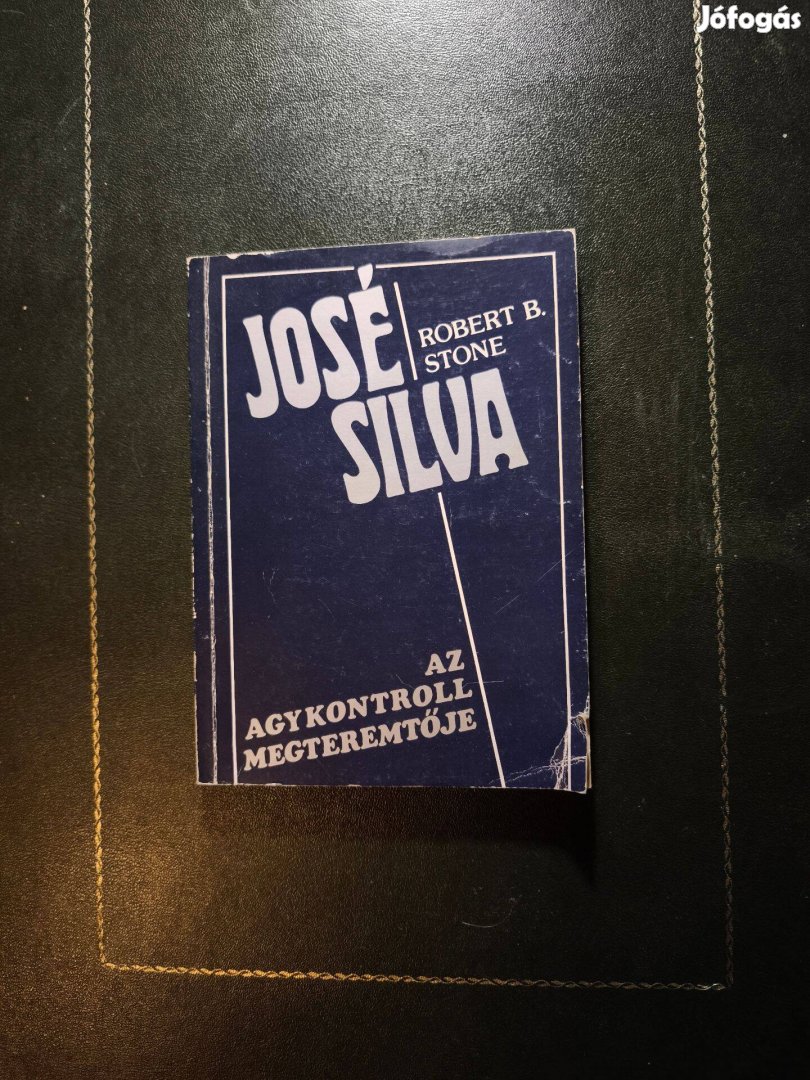 Jófogás
JOSÉ
SILVA
ROBERT B.
STONE
AZ
AGYKONTROLL
MEGTEREMTŐJE